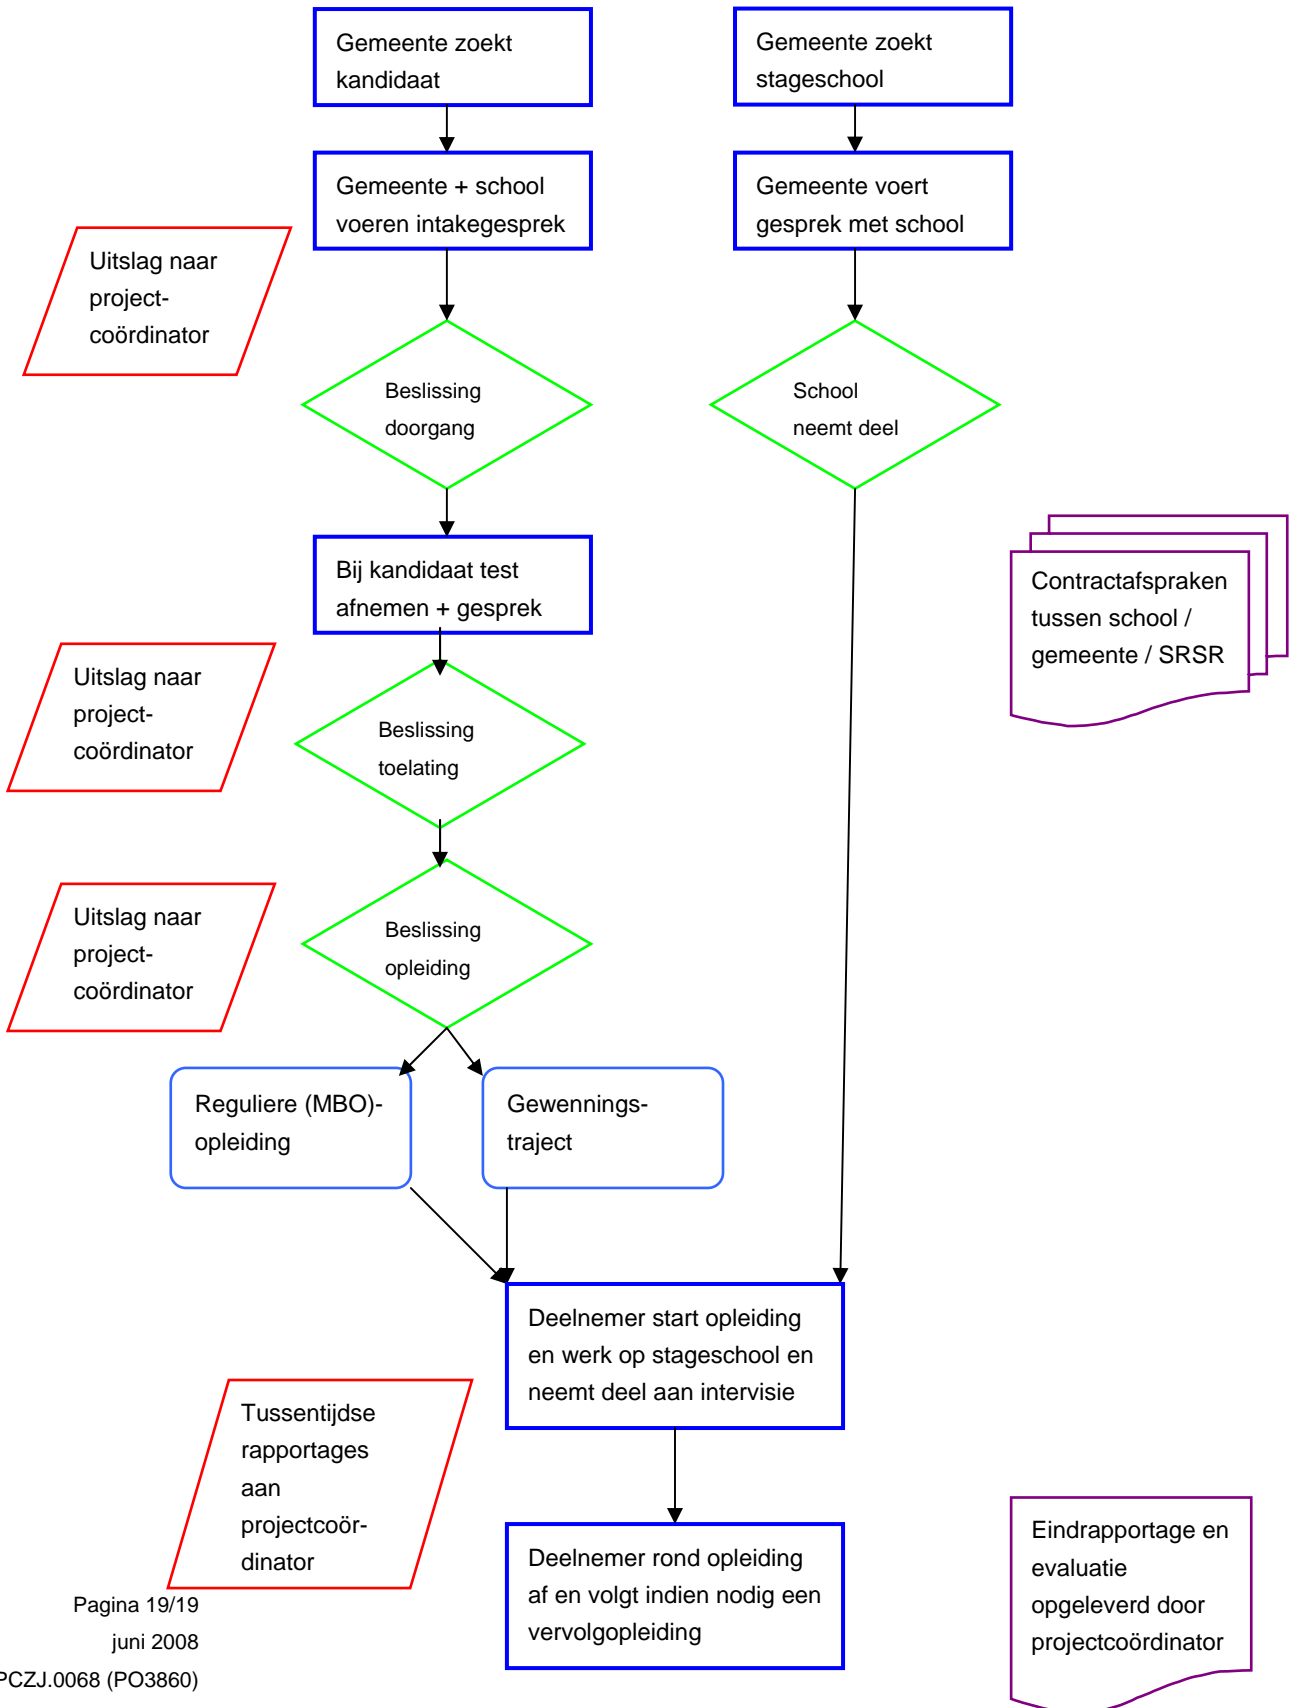 Gemeente zoekt
kandidaat
Gemeente zoekt
stageschool
Gemeente + school
voeren intakegesprek
Gemeente voert
gesprek met school
Uitslag naar
project-
coördinator
Beslissing
doorgang
School
neemt deel
Bij kandidaat test
afnemen + gesprek
Contractafspraken
tussen school /
gemeente / SRSR
Uitslag naar
project-
coördinator
Beslissing
toelating
Uitslag naar
project-
coördinator
Beslissing
opleiding
Reguliere (MBO)-
opleiding
Gewennings-
traject
Deelnemer start opleiding
en werk op stageschool en
neemt deel aan intervisie
Tussentijdse
rapportages
aan
projectcoör-
dinator
Deelnemer rond opleiding
af en volgt indien nodig een
vervolgopleiding
Eindrapportage en
evaluatie
opgeleverd door
projectcoördinator
Pagina 19/19
juni 2008
PCZJ.0068 (PO3860)